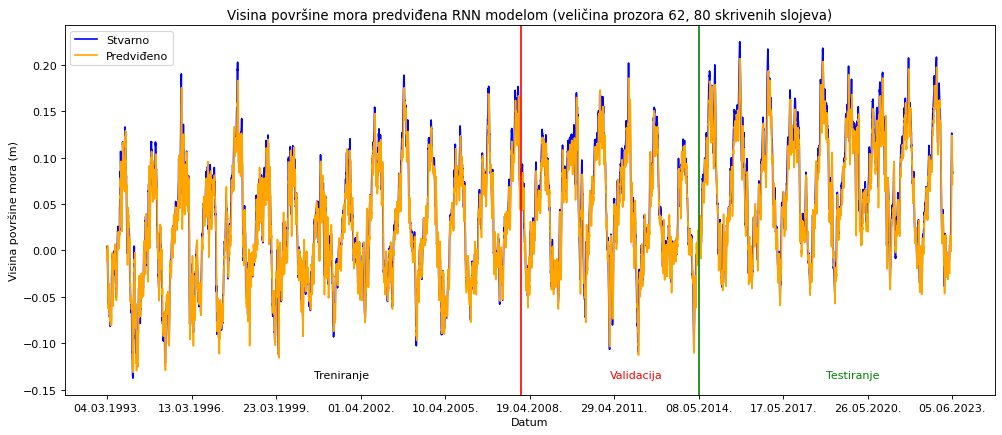 Visina površine mora predviđena RNN modelom (veličina prozora 62, 80 skrivenih slojeva)
Stvarno
Predviđeno
Visina površine mora (m)
0.20
0.15
0.10
0.05
0.00
−0.05
−0.10
−0.15
Treniranje
Validacija
Testiranje
04.03.1993. 13.03.1996. 23.03.1999. 01.04.2002. 10.04.2005. 19.04.2008. 29.04.2011. 08.05.2014. 17.05.2017. 26.05.2020. 05.06.2023.
Datum